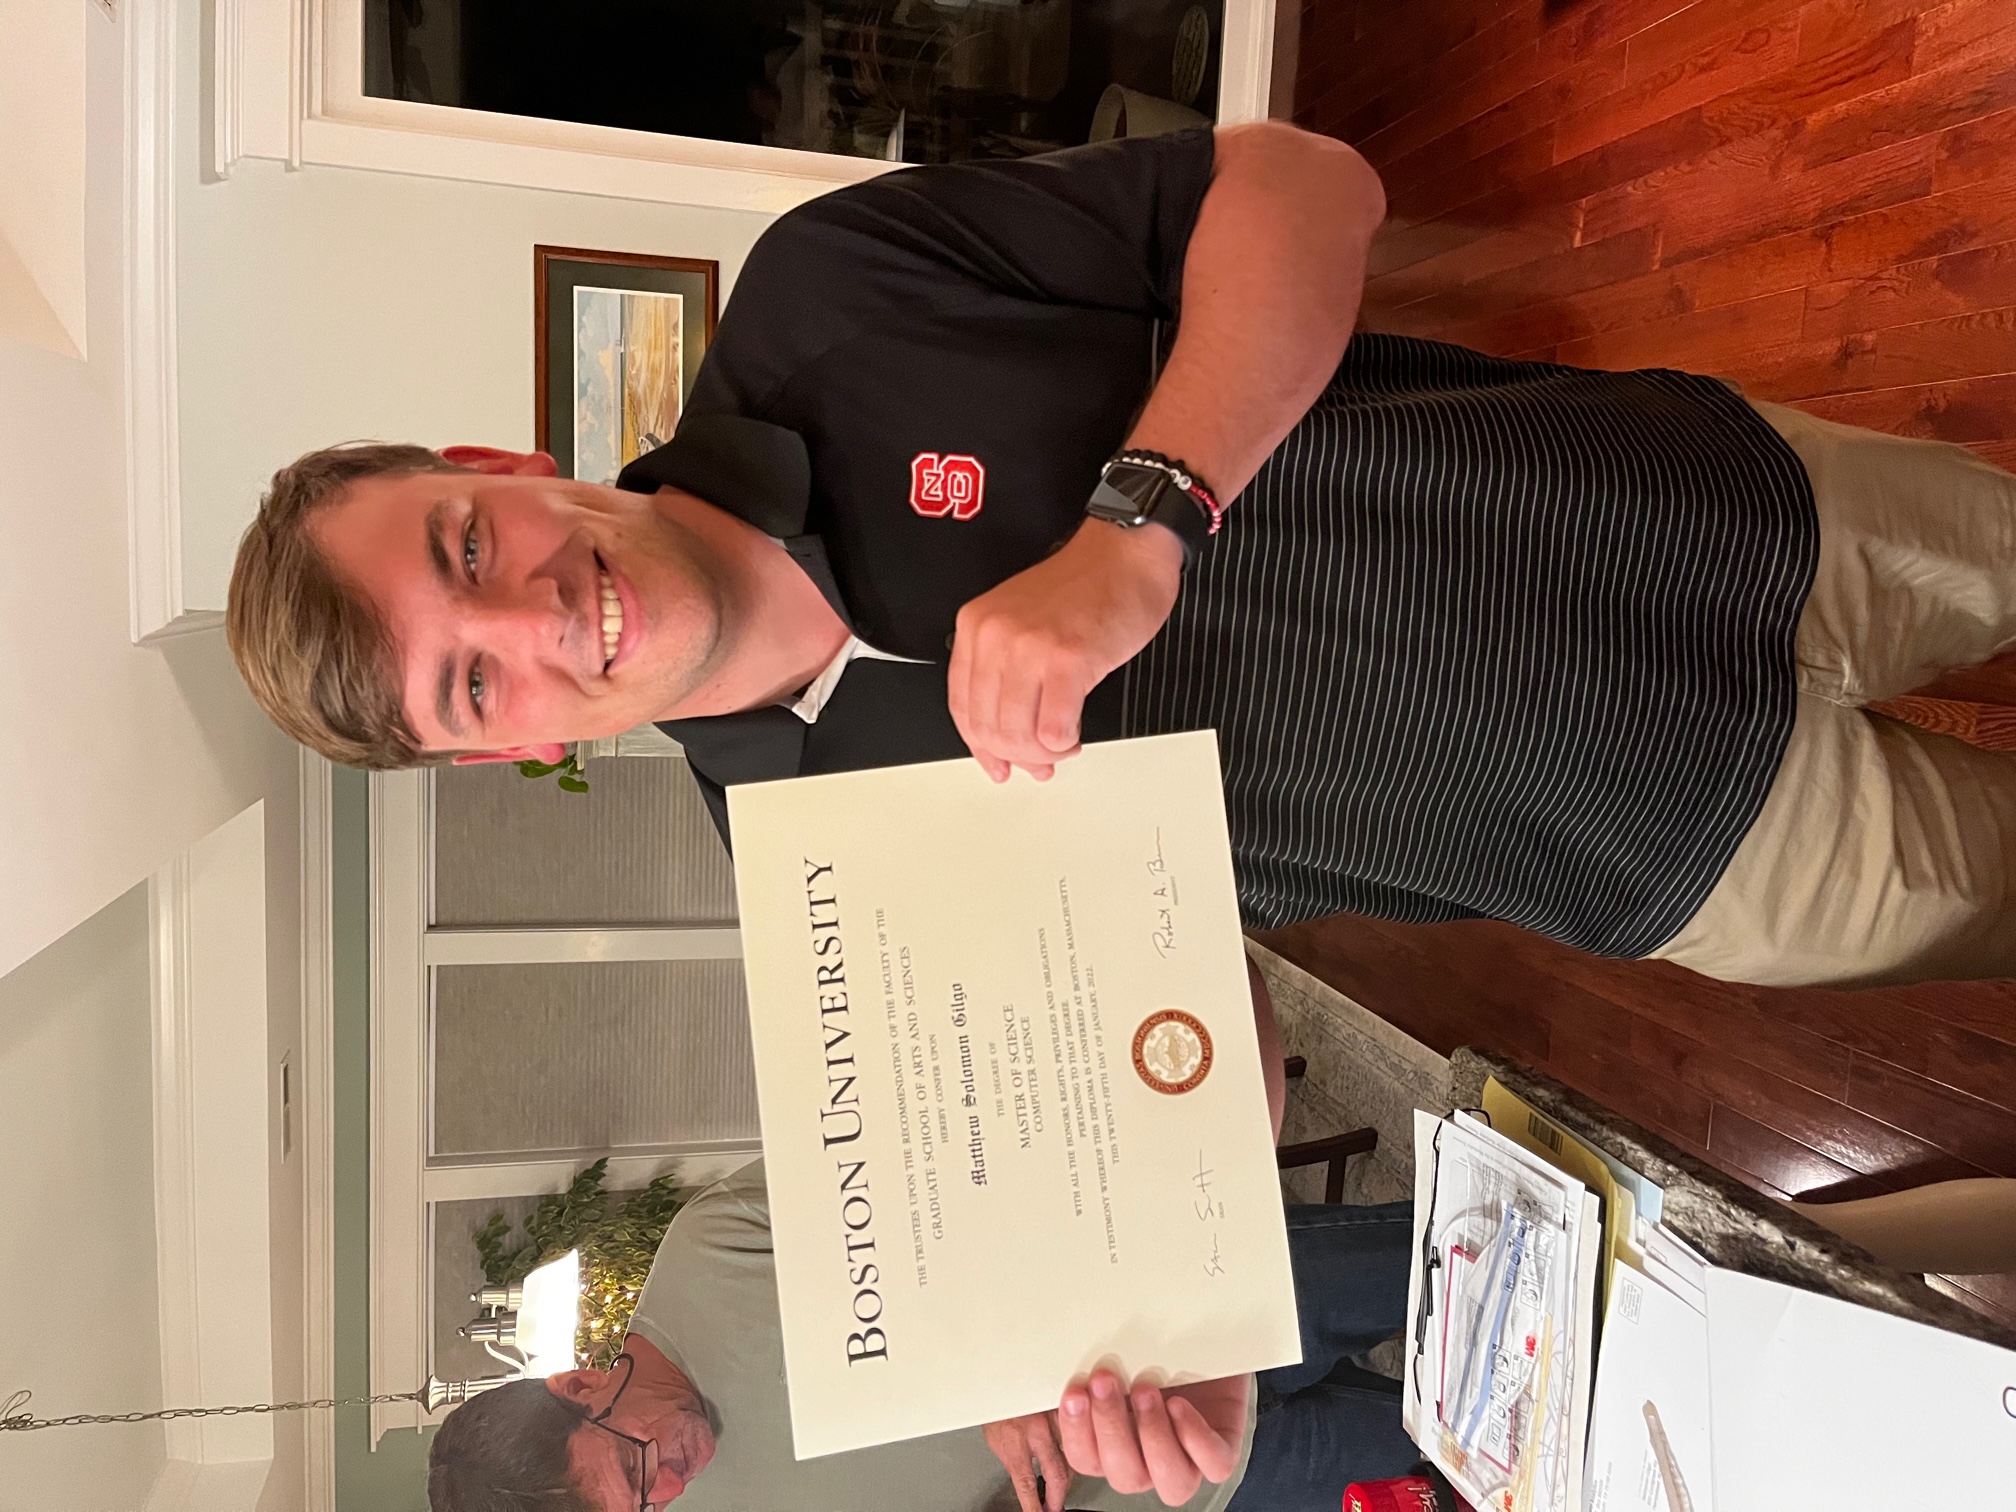 BOSTON UNIVERSITY
THE TRUSTEES UPON THE RECOMMENDATION OF THE FACULTY OF THE
GRADUATE SCHOOL OF ARTS AND SCIENCES
HEREBY CONFER UPON
Matthew Solomon Gilgo
THE DEGREE OF
MASTER OF SCIENCE
COMPUTER SCIENCE
WITH ALL THE HONORS, RIGHTS, PRIVILEGES AND OBLIGATIONS
PERTAINING TO THAT DEGREE.
IN TESTIMONY WHEREOF THIS DIPLOMA IS CONFERRED AT BOSTON, MASSACHUSETTS,
THIS TWENTY-FIFTH DAY OF JANUARY, 2022.
Robert A.
DEAN
PRESIDENT
NCS
3M
3M